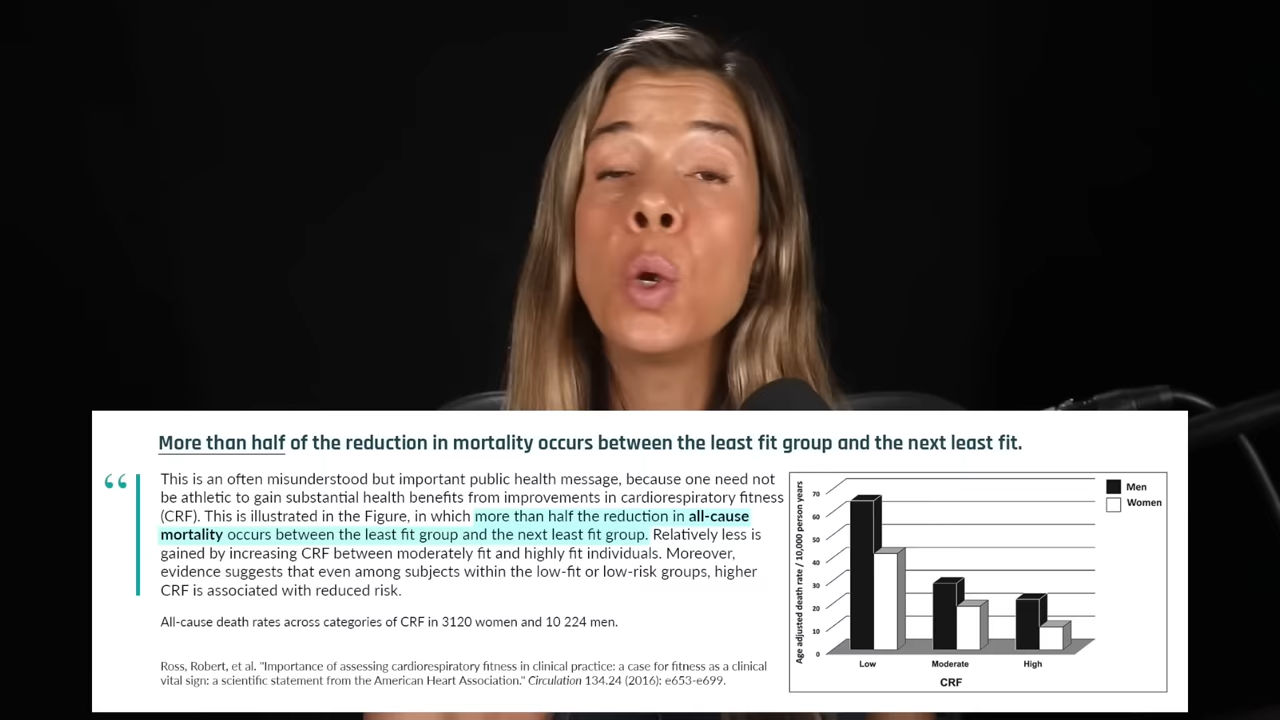 More than half of the reduction in mortality occurs between the least fit group and the next least fit.
“
This is an often misunderstood but important public health message, because one need not
be athletic to gain substantial health benefits from improvements in cardiorespiratory fitness
(CRF). This is illustrated in the Figure, in which more than half the reduction in all-cause
mortality occurs between the least fit group and the next least fit group. Relatively less is
gained by increasing CRF between moderately fit and highly fit individuals. Moreover,
evidence suggests that even among subjects within the low-fit or low-risk groups, higher
CRF is associated with reduced risk.
All-cause death rates across categories of CRF in 3120 women and 10 224 men.
Ross, Robert, et al. "Importance of assessing cardiorespiratory fitness in clinical practice: a case for fitness as a clinical
vital sign: a scientific statement from the American Heart Association." Circulation 134.24 (2016): e653-e699.
Age adjusted death rate / 10,000 person years
70
60
50
40
30
20
10
0
Low
Moderate
High
CRF
Men
Women